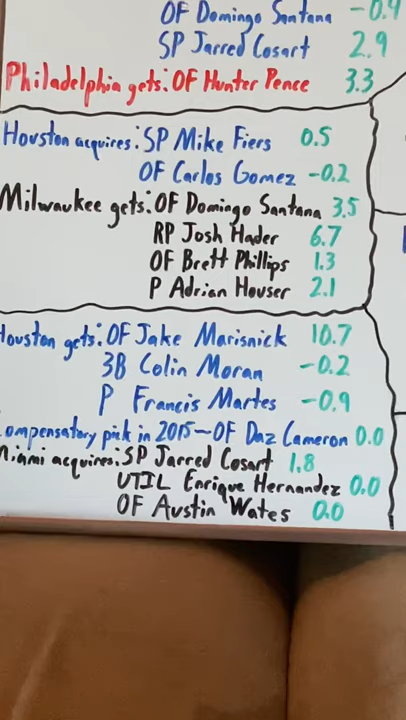 OF Domingo Santana -0.4
SP Jarred Cosart 2.9
Philadelphia gets: OF Hunter Pence 3.3
Houston acquires: SP Mike Fiers 0.5
OF Carlos Gomez -0.2
Milwaukee gets: OF Domingo Santana 3.5
RP Josh Hader 6.7
OF Brett Phillips 1.3
P Adrian Houser 2.1
Houston gets: OF Jake Marisnick 10.7
3B Colin Moran -0.2
P Francis Martes -0.9
ompensatory pick in 2015-OF Daz Cameron 0.0
Miami acquires: SP Jarred Cosart 1.8
UTIL Enrique Hernandez 0.0
OF Austin Wates 0.0